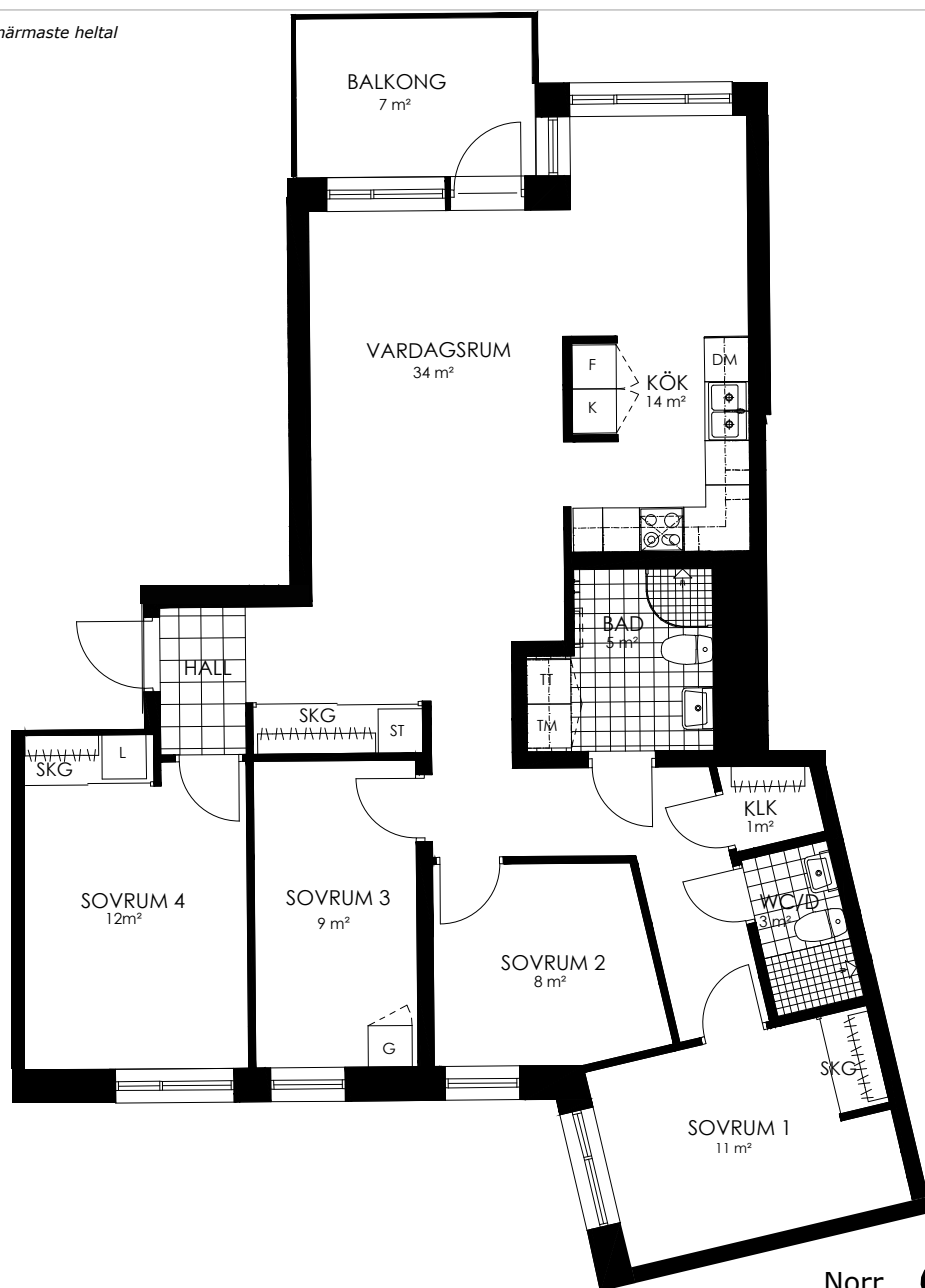 närmaste heltal
BALKONG
7 m²
VARDAGSRUM
34 m²
F
K
KÖK
14 m²
DM
BAD
5 m²
TT
TM
HALL
SKG
ST
SKG
L
KLK
1m²
SOVRUM 4
12m²
SOVRUM 3
9 m²
WC/D
3 m²
SOVRUM 2
8 m²
G
SKG
SOVRUM 1
11 m²
Norr